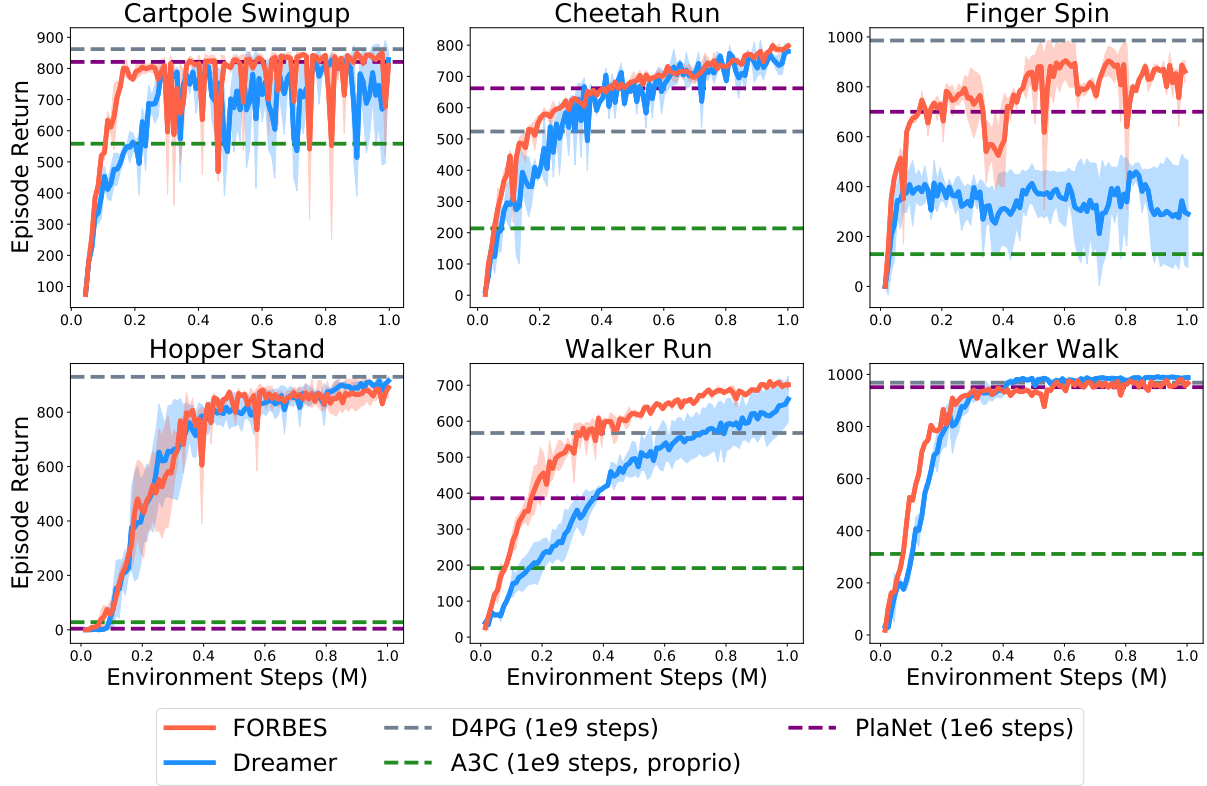 Cartpole Swingup
Cheetah Run
Finger Spin
Episode Return
900
800
700
600
500
400
300
200
100
0.0 0.2 0.4 0.6 0.8 1.0
800
700
600
500
400
300
200
100
0
0.0 0.2 0.4 0.6 0.8 1.0
1000
800
600
400
200
0
0.0 0.2 0.4 0.6 0.8 1.0
Hopper Stand
Walker Run
Walker Walk
Episode Return
800
600
400
200
0
0.0 0.2 0.4 0.6 0.8 1.0
Environment Steps (M)
700
600
500
400
300
200
100
0
0.0 0.2 0.4 0.6 0.8 1.0
Environment Steps (M)
1000
800
600
400
200
0
0.0 0.2 0.4 0.6 0.8 1.0
Environment Steps (M)
FORBES
Dreamer
D4PG (1e9 steps)
A3C (1e9 steps, proprio)
PlaNet (1e6 steps)